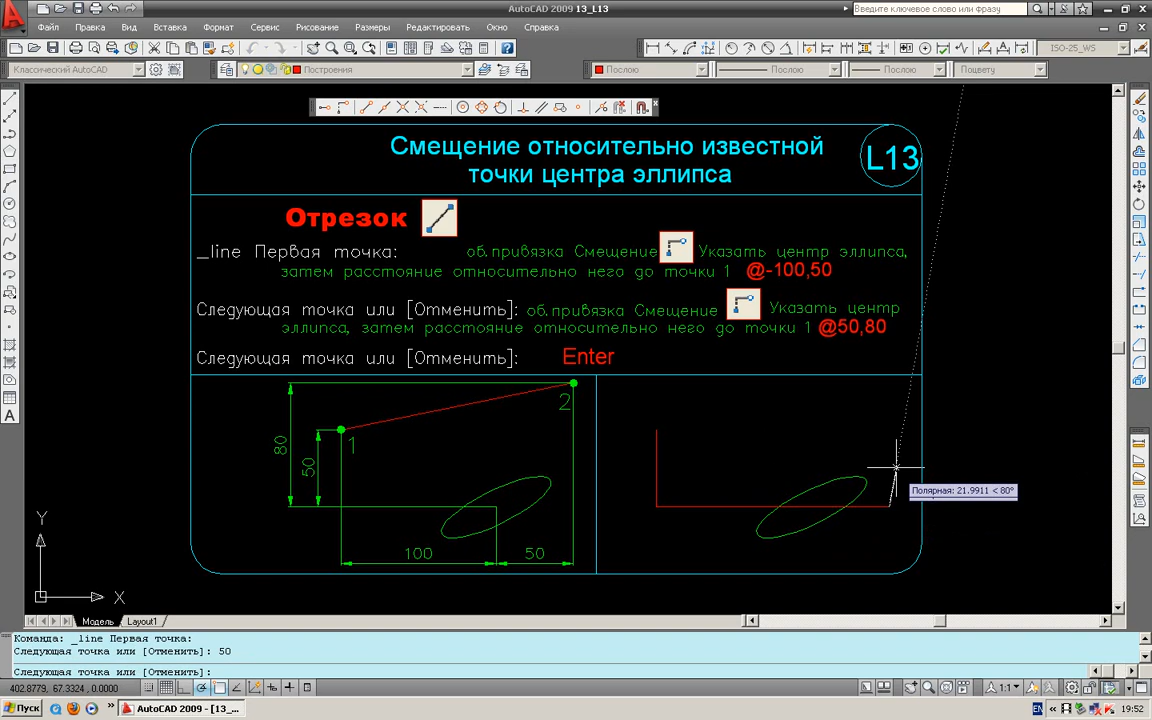 AutoCAD 2009 13_L13
Введите ключевое слово или фразу
Файл Правка Вид Вставка Формат Сервис Рисование Размеры Редактировать Окно Справка
ISO-25_WS
Классический AutoCAD
Построения
Послою
Послою
Послою
Поцвету
Смещение относительно известной
точки центра эллипса
L13
Отрезок
_line Первая точка: об.привязка Смещение Указать центр эллипса,
затем расстояние относительно него до точки 1 @-100,50
Следующая точка или [Отменить]: об.привязка Смещение Указать центр
эллипса, затем расстояние относительно него до точки 1 @50,80
Следующая точка или [Отменить]: Enter
2
1
80
50
100
50
Полярная: 21.9911 < 80°
Y
X
Модель Layout1
Команда: _line Первая точка:
Следующая точка или [Отменить]: 50
Следующая точка или [Отменить]:
402.8779, 67.3324, 0.0000
1:1
Пуск
AutoCAD 2009 - [13_...
EN
19:52